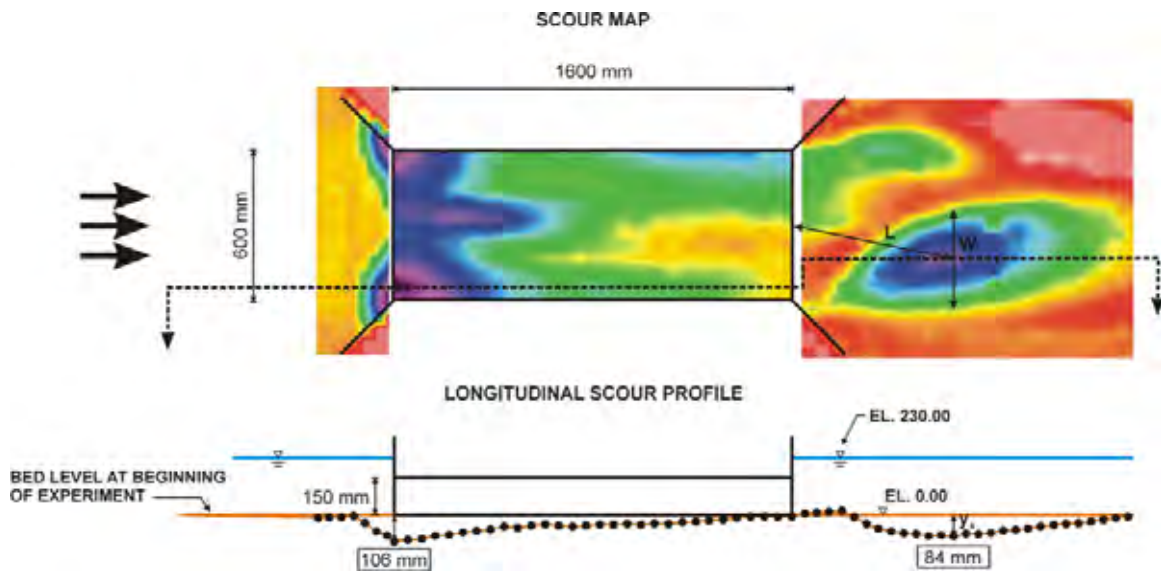 SCOUR MAP
1600 mm
600 mm
L
W
LONGITUDINAL SCOUR PROFILE
EL. 230.00
BED LEVEL AT BEGINNING
OF EXPERIMENT
150 mm
EL. 0.00
yₛ
106 mm
84 mm